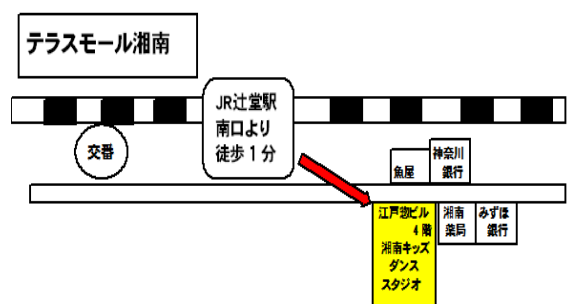 テラスモール湘南
JR辻堂駅
南口より
徒歩1分
交番
魚屋
神奈川
銀行
江戸惣ビル
4階
湘南キッズ
ダンス
スタジオ
湘南
薬局
みずほ
銀行